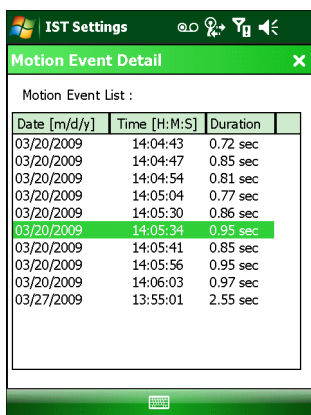 IST Settings
Motion Event Detail
Motion Event List :
Date [m/d/y] Time [H:M:S] Duration
03/20/2009 14:04:43 0.72 sec
03/20/2009 14:04:47 0.85 sec
03/20/2009 14:04:54 0.81 sec
03/20/2009 14:05:04 0.77 sec
03/20/2009 14:05:30 0.86 sec
03/20/2009 14:05:34 0.95 sec
03/20/2009 14:05:41 0.85 sec
03/20/2009 14:05:56 0.95 sec
03/20/2009 14:06:03 0.97 sec
03/27/2009 13:55:01 2.55 sec